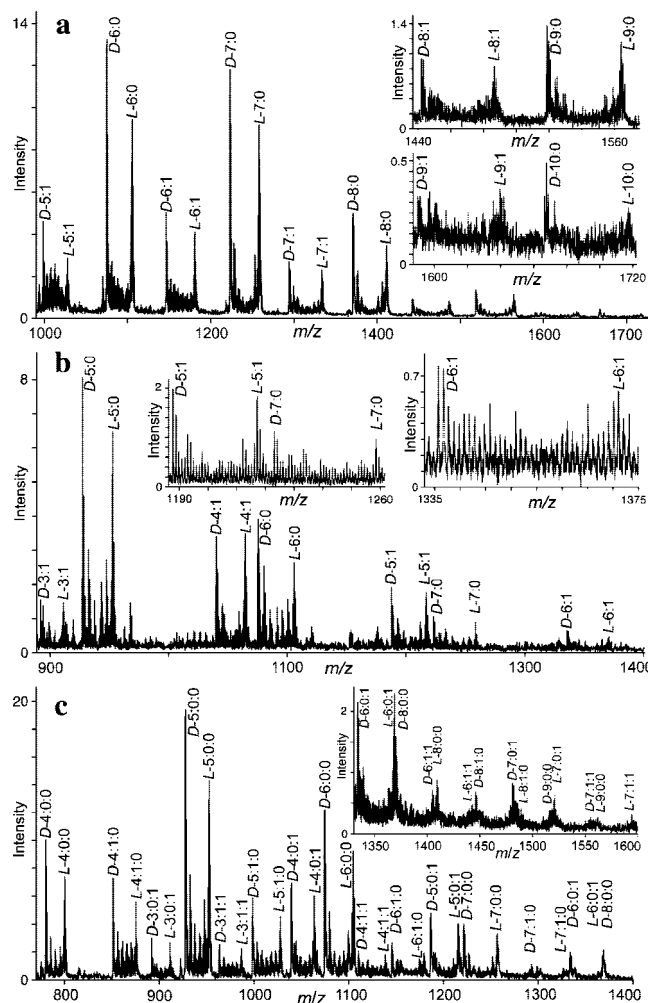 a
14
Intensity
0
D-5:1
L-5:1
D-6:0
L-6:0
D-6:1
L-6:1
D-7:0
L-7:0
D-7:1
L-7:1
D-8:0
L-8:0
1000
1200
1400
1600
1700
m/z
1.4
Intensity
0
D-8:1
L-8:1
D-9:0
L-9:0
1440
1560
m/z
0.5
Intensity
0
D-9:1
L-9:1
D-10:0
L-10:0
1600
1720
m/z
b
8
Intensity
0
D-3:1
L-3:1
D-5:0
L-5:0
D-4:1
L-4:1
D-6:0
L-6:0
D-5:1
L-5:1
D-7:0
L-7:0
D-6:1
L-6:1
900
1100
1300
1400
m/z
2
Intensity
0
D-5:1
L-5:1
D-7:0
L-7:0
1190
1260
m/z
0.7
Intensity
0
D-6:1
L-6:1
1335
1375
m/z
c
20
Intensity
0
D-4:0:0
L-4:0:0
D-4:1:0
L-4:1:0
D-3:0:1
L-3:0:1
D-5:0:0
L-5:0:0
D-3:1:1
L-3:1:1
D-5:1:0
L-5:1:0
D-4:0:1
L-4:0:1
D-6:0:0
L-6:0:0
D-4:1:1
L-4:1:1
D-6:1:0
L-6:1:0
D-5:0:1
L-5:0:1
D-7:0:0
L-7:0:0
D-7:1:0
L-7:1:0
D-6:0:1
L-6:0:1
D-8:0:0
800
900
1000
1100
1200
1300
1400
m/z
2
Intensity
0
D-6:0:1
L-6:0:1
D-8:0:0
D-6:1:1
L-8:0:0
L-6:1:1
D-8:1:0
D-7:0:1
L-8:1:0
D-9:0:0
L-7:0:1
D-7:1:1
L-9:0:0
L-7:1:1
1350
1400
1450
1500
1550
1600
m/z